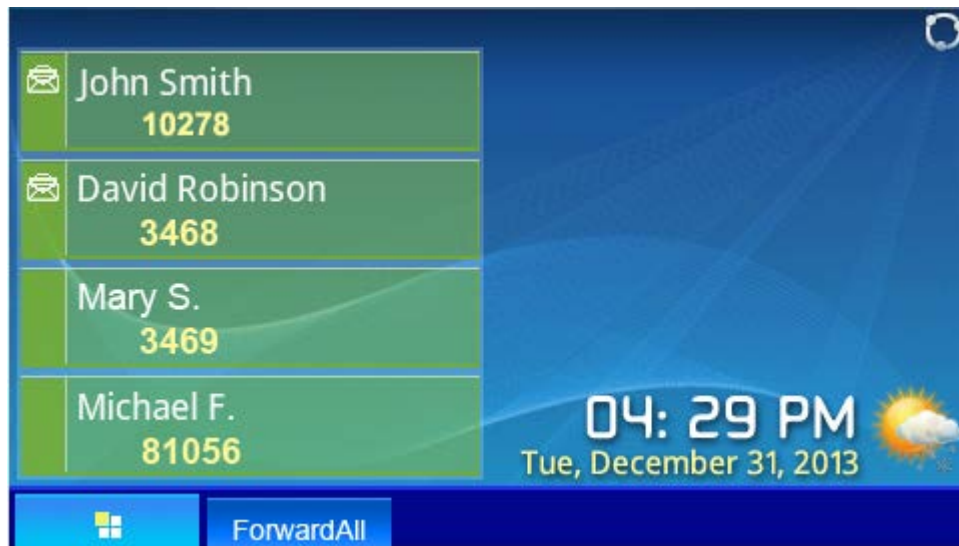 John Smith
10278
David Robinson
3468
Mary S.
3469
Michael F.
81056
04: 29 PM
Tue, December 31, 2013
ForwardAll